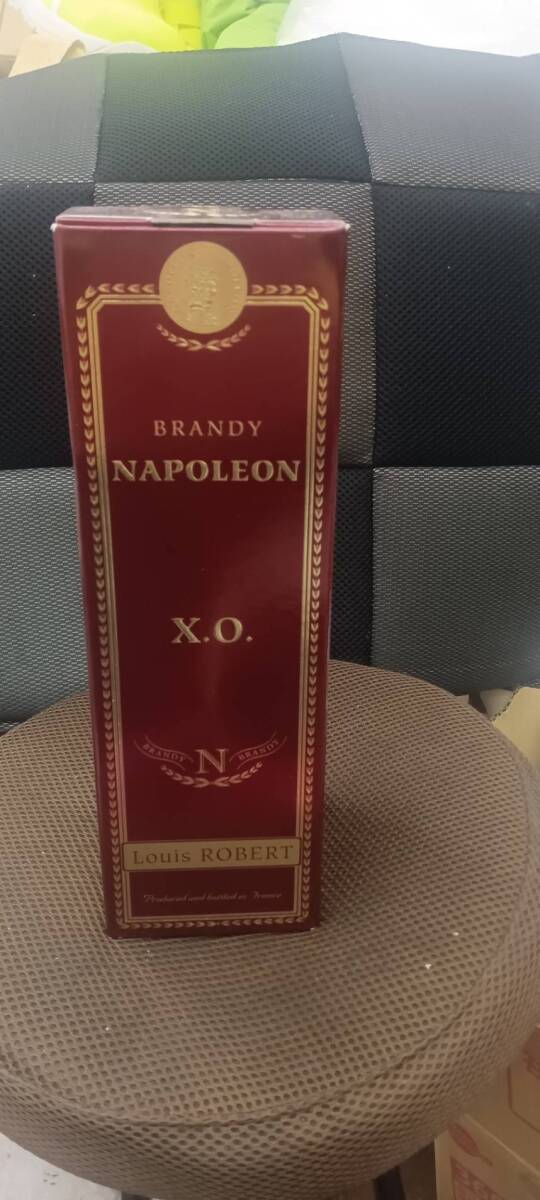 BRANDY
NAPOLEON
X.O.
BRANDY N BRANDY
Louis ROBERT
Produced and bottled in France